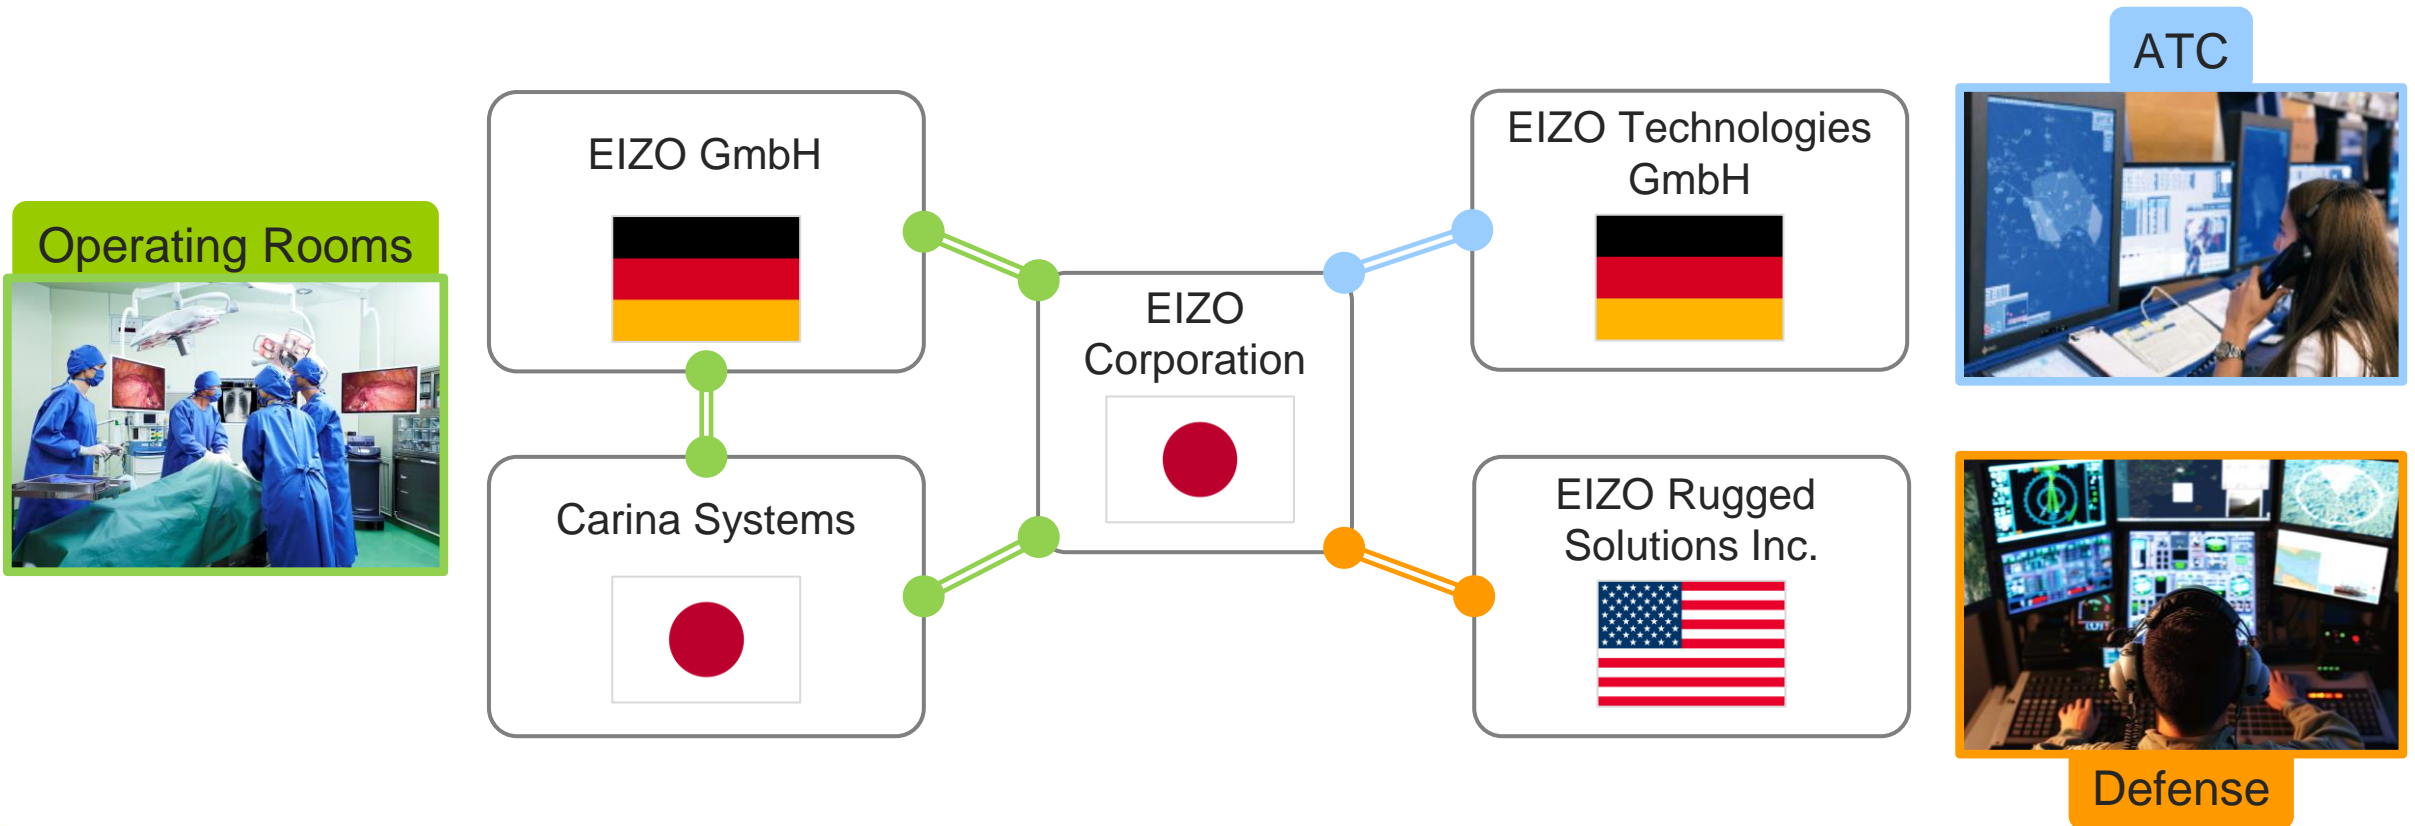 ATC
EIZO GmbH
EIZO Technologies
GmbH
Operating Rooms
EIZO
Corporation
Carina Systems
EIZO Rugged
Solutions Inc.
Defense